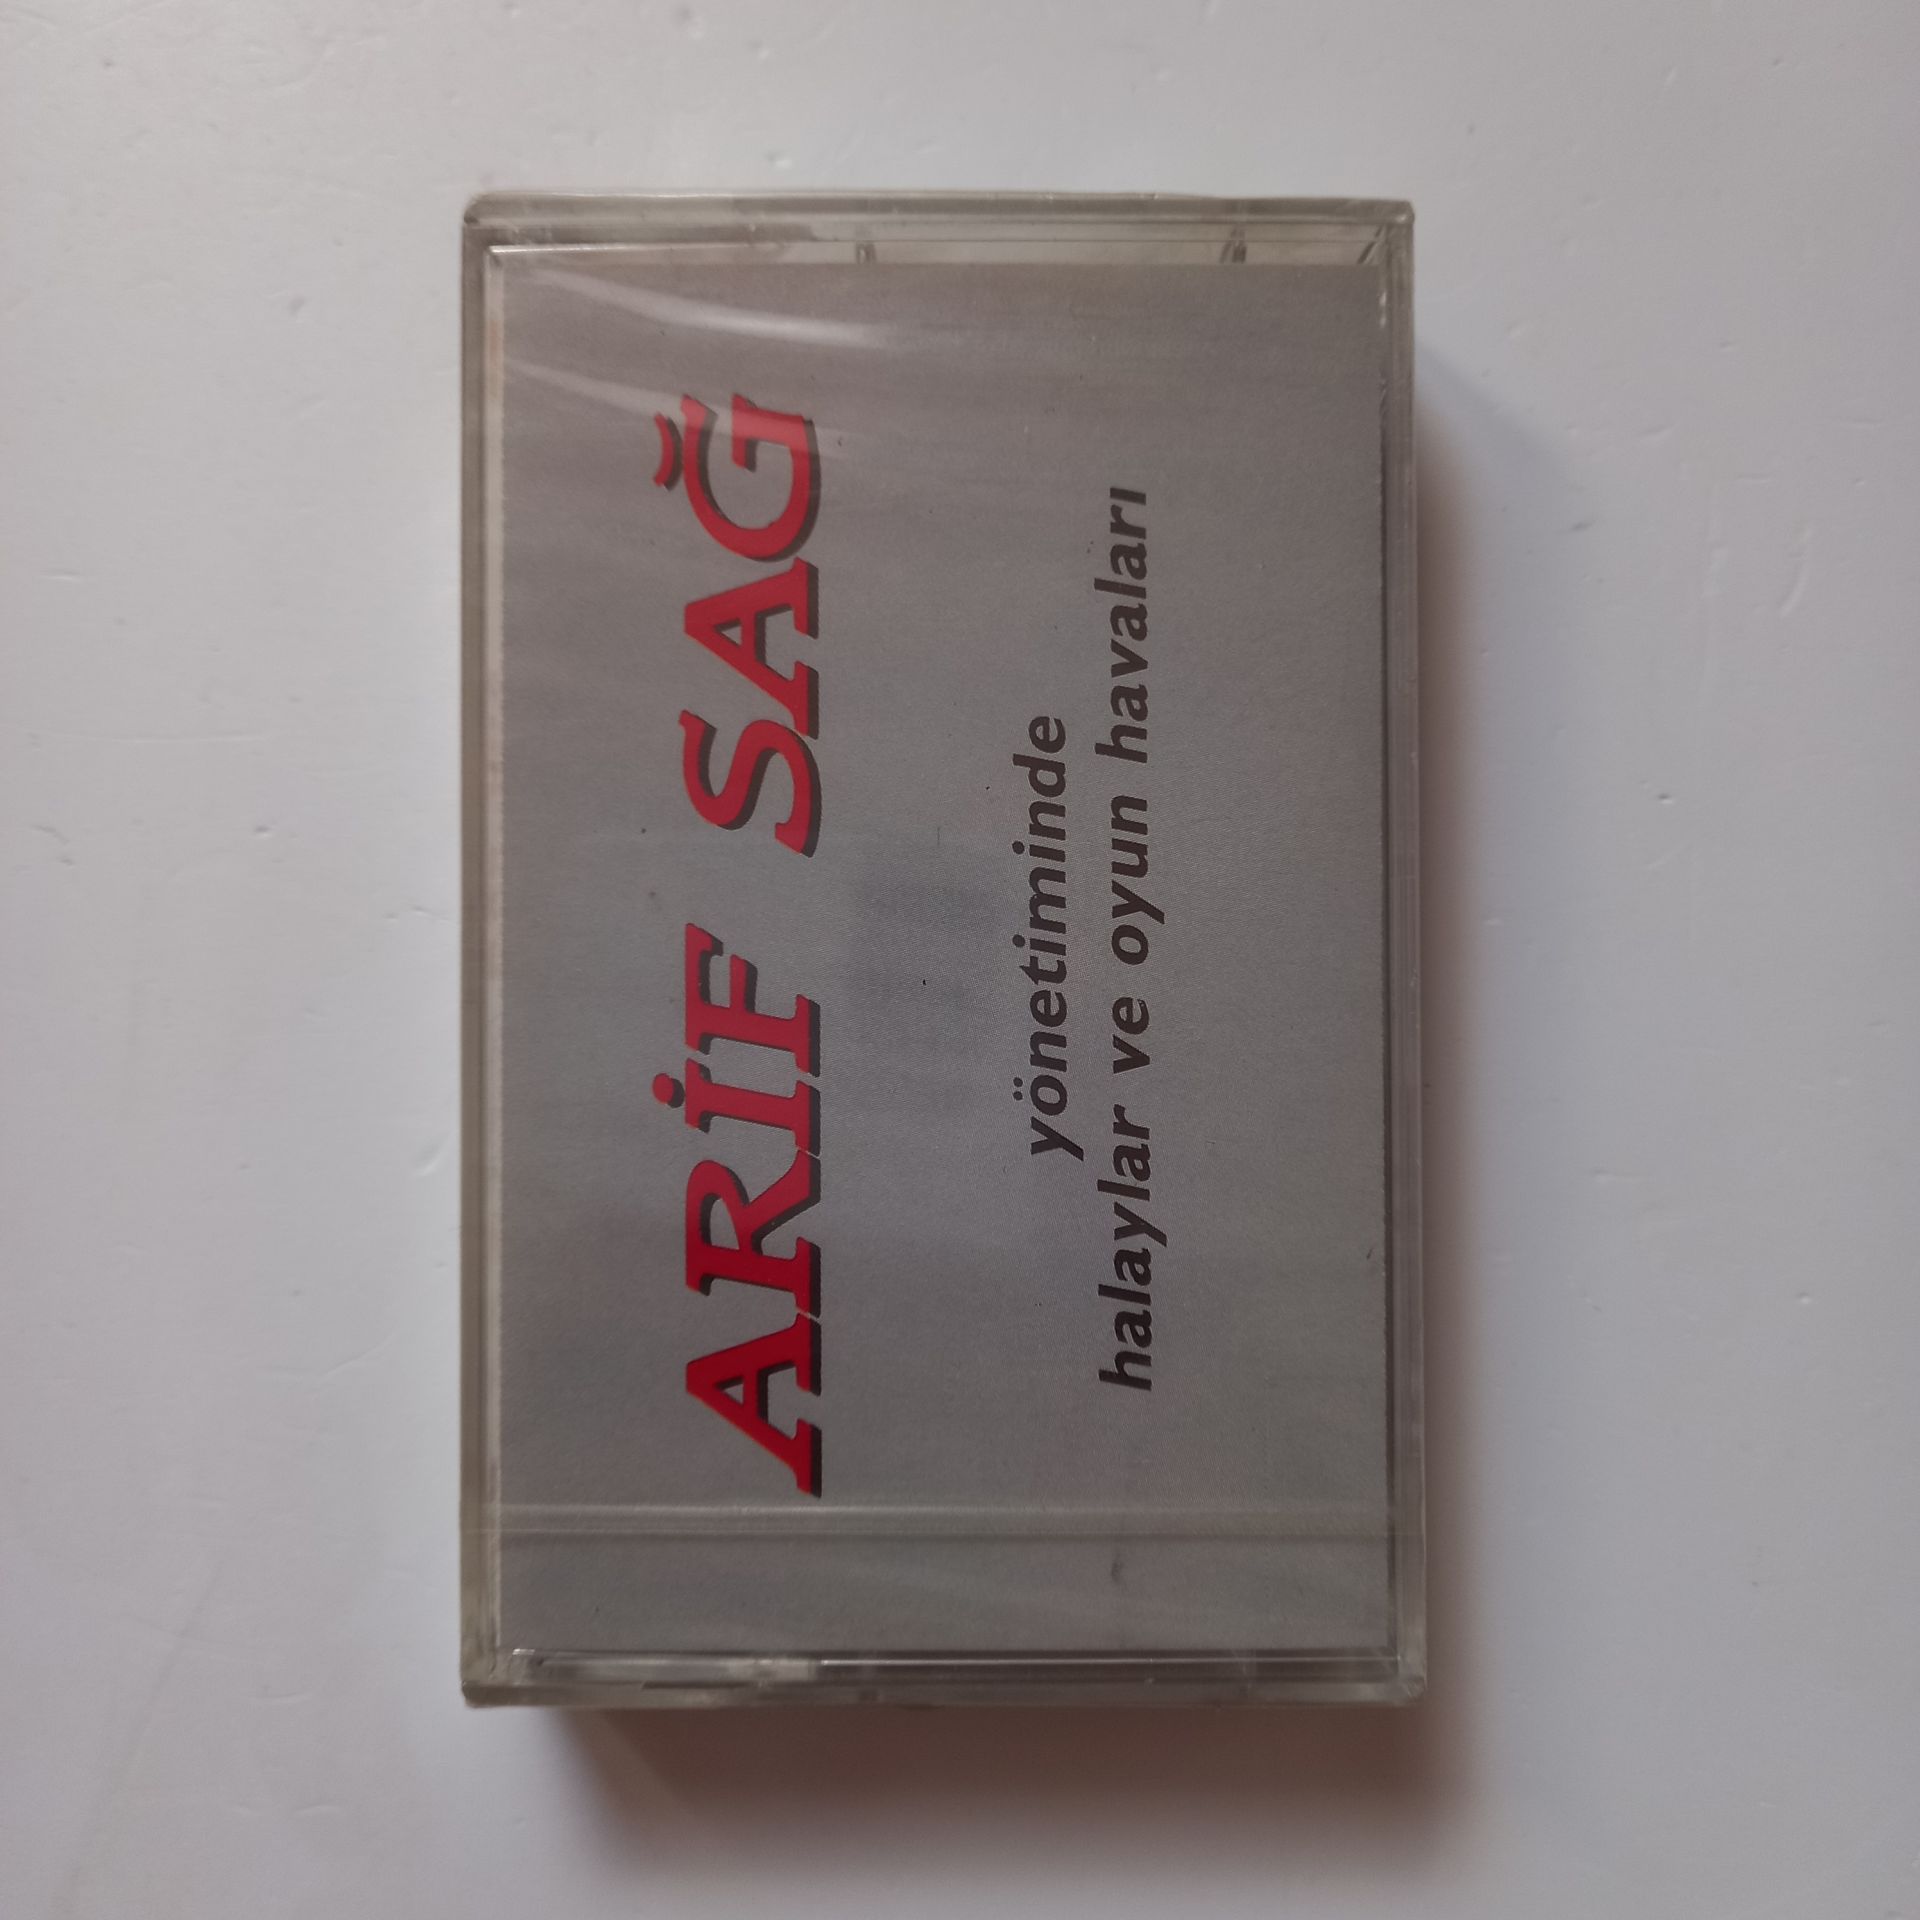 ARİF SAĞ
yönetiminde
halaylar ve oyun havaları